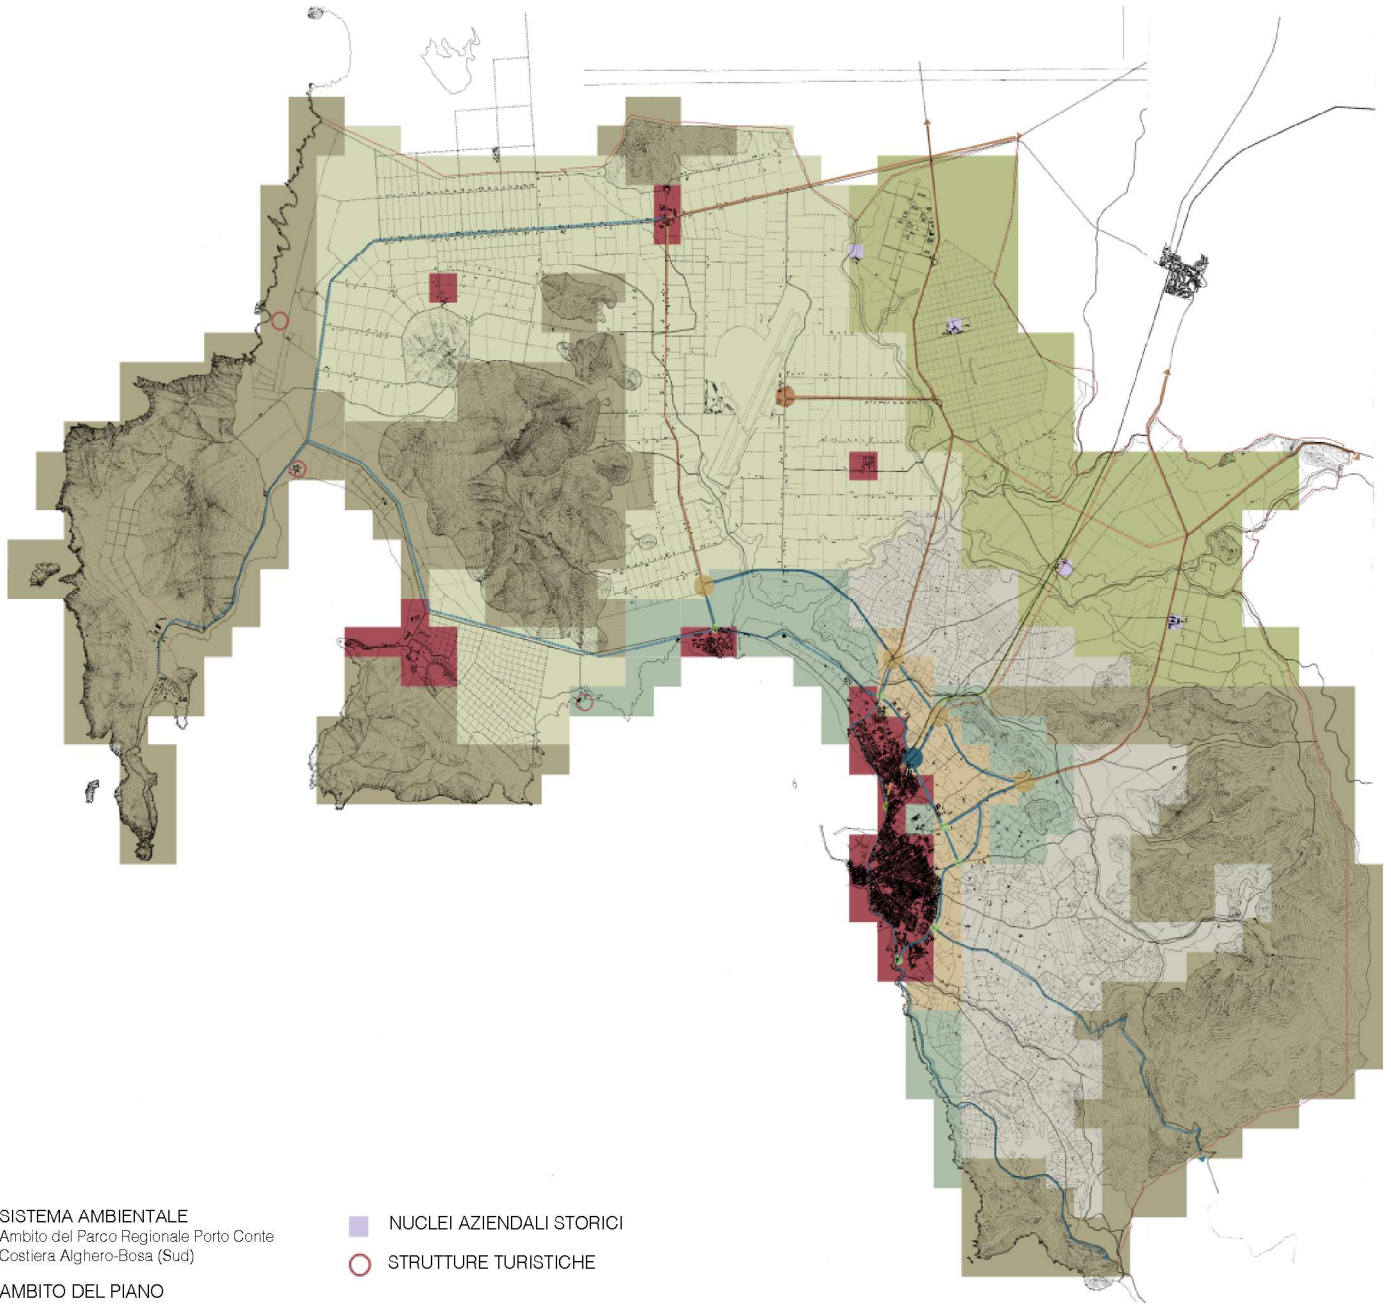 SISTEMA AMBIENTALE
Ambito del Parco Regionale Porto Conte
Costiera Alghero-Bosa (Sud)
AMBITO DEL PIANO
NUCLEI AZIENDALI STORICI
STRUTTURE TURISTICHE